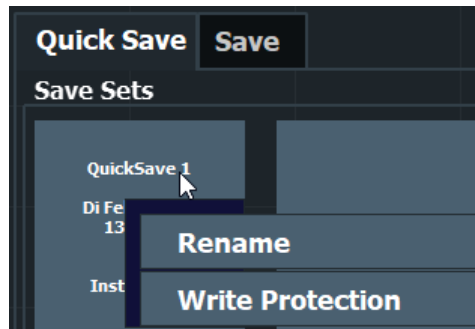 Quick Save Save
Save Sets
QuickSave 1
Di Fe
13
Rename
Inst
Write Protection